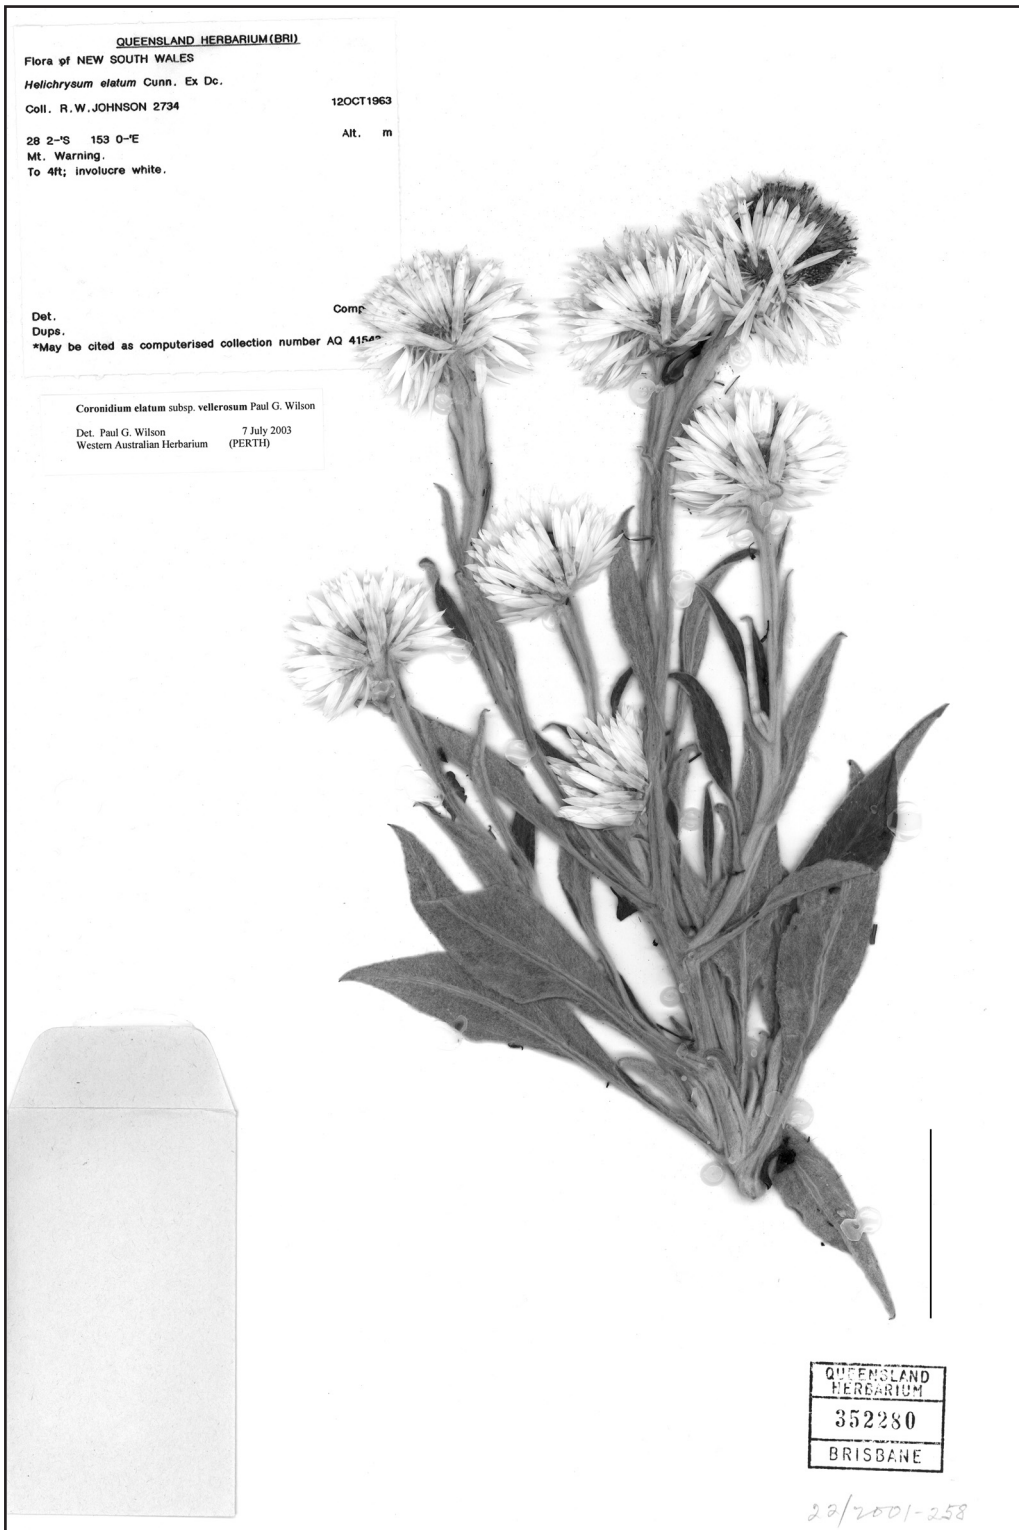 QUEENSLAND HERBARIUM (BRI)
Flora of NEW SOUTH WALES
Helichrysum elatum Cunn. Ex Dc.
Coll. R.W.JOHNSON 2734 12OCT1963
28 2-'S 153 0-'E Alt. m
Mt. Warning.
To 4ft; involucre white.
Det. Comp
Dups.
*May be cited as computerised collection number AQ
Coronidium elatum subsp. vellerosum Paul G. Wilson
Det. Paul G. Wilson 7 July 2003
Western Australian Herbarium (PERTH)
QUEENSLAND
HERBARIUM
352280
BRISBANE
22/2001-258